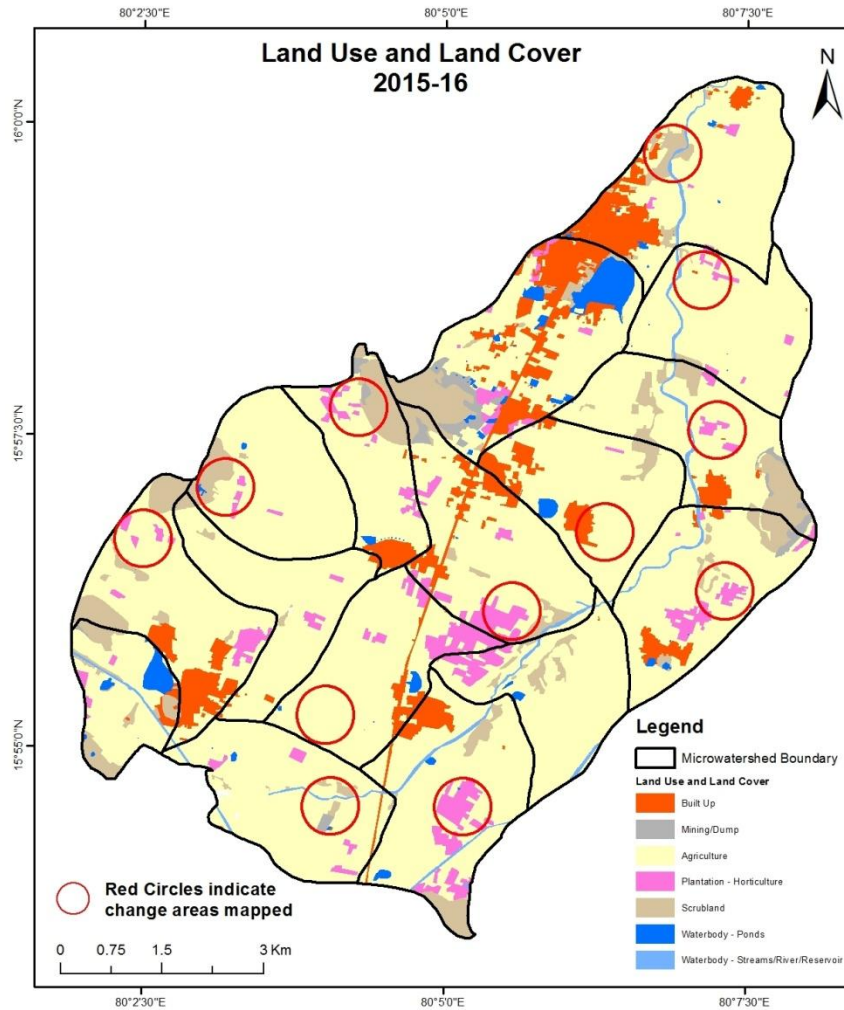 80°2'30"E 80°5'0"E 80°7'30"E
Land Use and Land Cover
2015-16
N
16°0'0"N
15°57'30"N
15°55'0"N
Legend
Microwatershed Boundary
Land Use and Land Cover
Built Up
Mining/Dump
Agriculture
Plantation - Horticulture
Scrubland
Waterbody - Ponds
Waterbody - Streams/River/Reservoir
Red Circles indicate
change areas mapped
0 0.75 1.5 3 Km
80°2'30"E 80°5'0"E 80°7'30"E